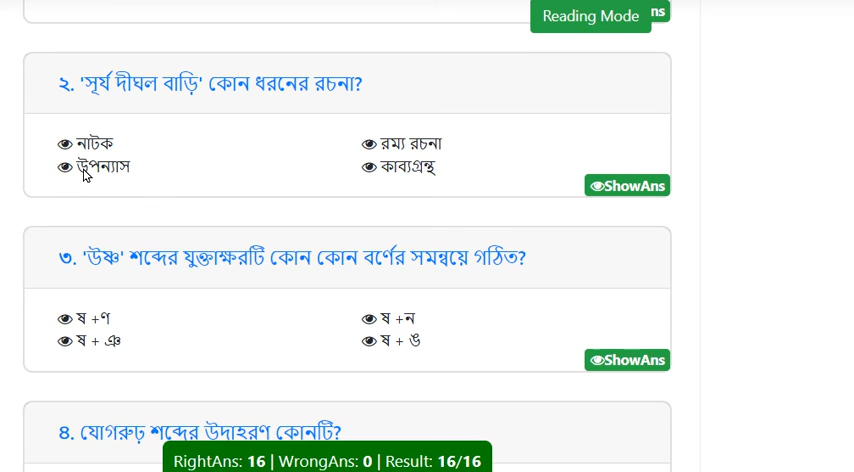 Reading Mode
ns
২. 'সূর্য দীঘল বাড়ি' কোন ধরনের রচনা?
নাটক
রম্য রচনা
উপন্যাস
কাব্যগ্রন্থ
ShowAns
৩. 'উষ্ণ' শব্দের যুক্তাক্ষরটি কোন কোন বর্ণের সমন্বয়ে গঠিত?
ষ +ণ
ষ +ন
ষ + ঞ
ষ + ঙ
ShowAns
৪. যোগরুঢ় শব্দের উদাহরণ কোনটি?
RightAns: 16 | WrongAns: 0 | Result: 16/16